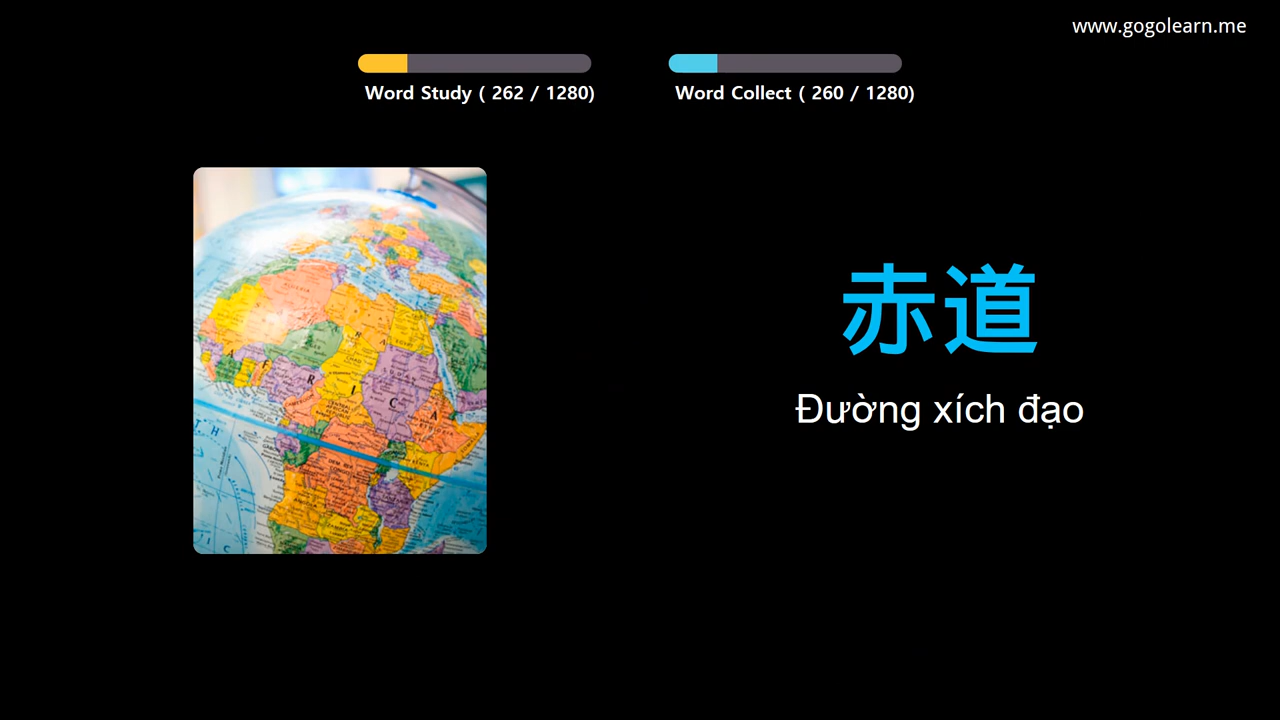 www.gogolearn.me
Word Study ( 262 / 1280)
Word Collect ( 260 / 1280)
赤道
Đường xích đạo